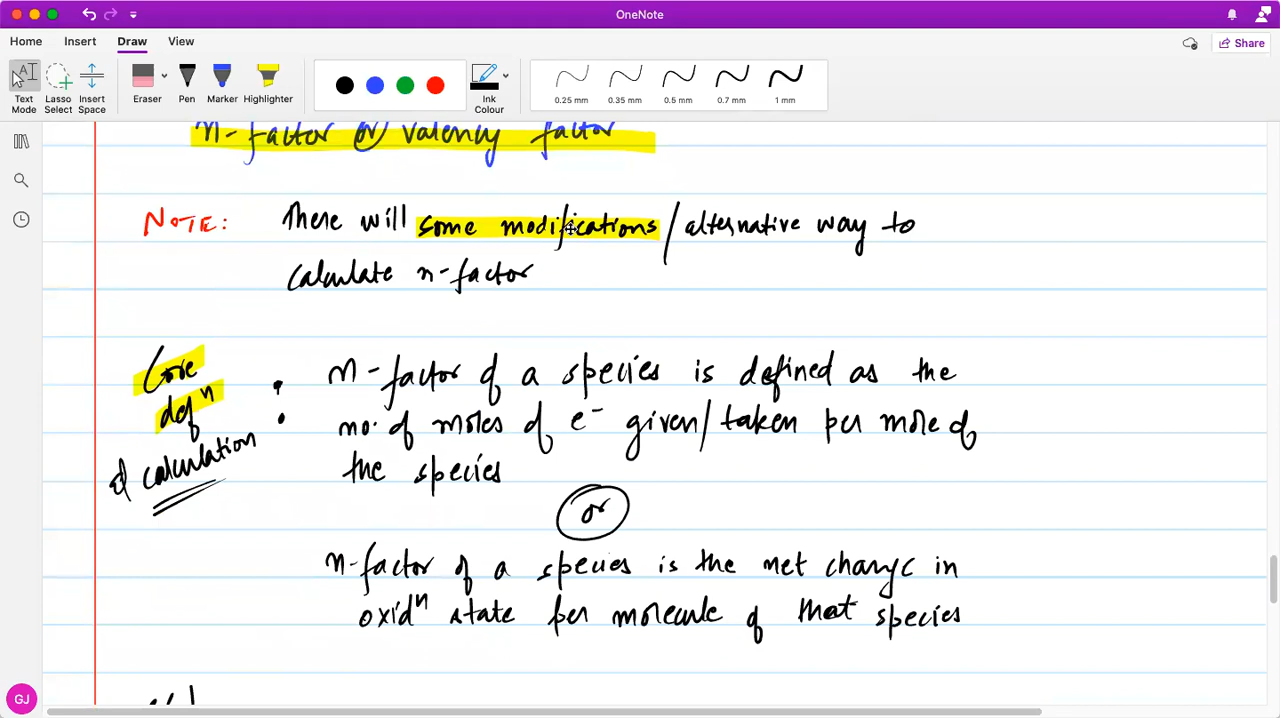 OneNote
Home Insert Draw View
Share
Text Mode
Lasso Select
Insert Space
Eraser
Pen
Marker
Highlighter
Ink Colour
0.25 mm
0.35 mm
0.5 mm
0.7 mm
1 mm
n-factor or valency factor
NOTE: There will some modifications / alternative way to
calculate n-factor
Core
defⁿ
of calculation
:
n-factor of a species is defined as the
no. of moles of e⁻ given/taken per mole of
the species
or
n-factor of a species is the net change in
oxidⁿ state per molecule of that species
GJ